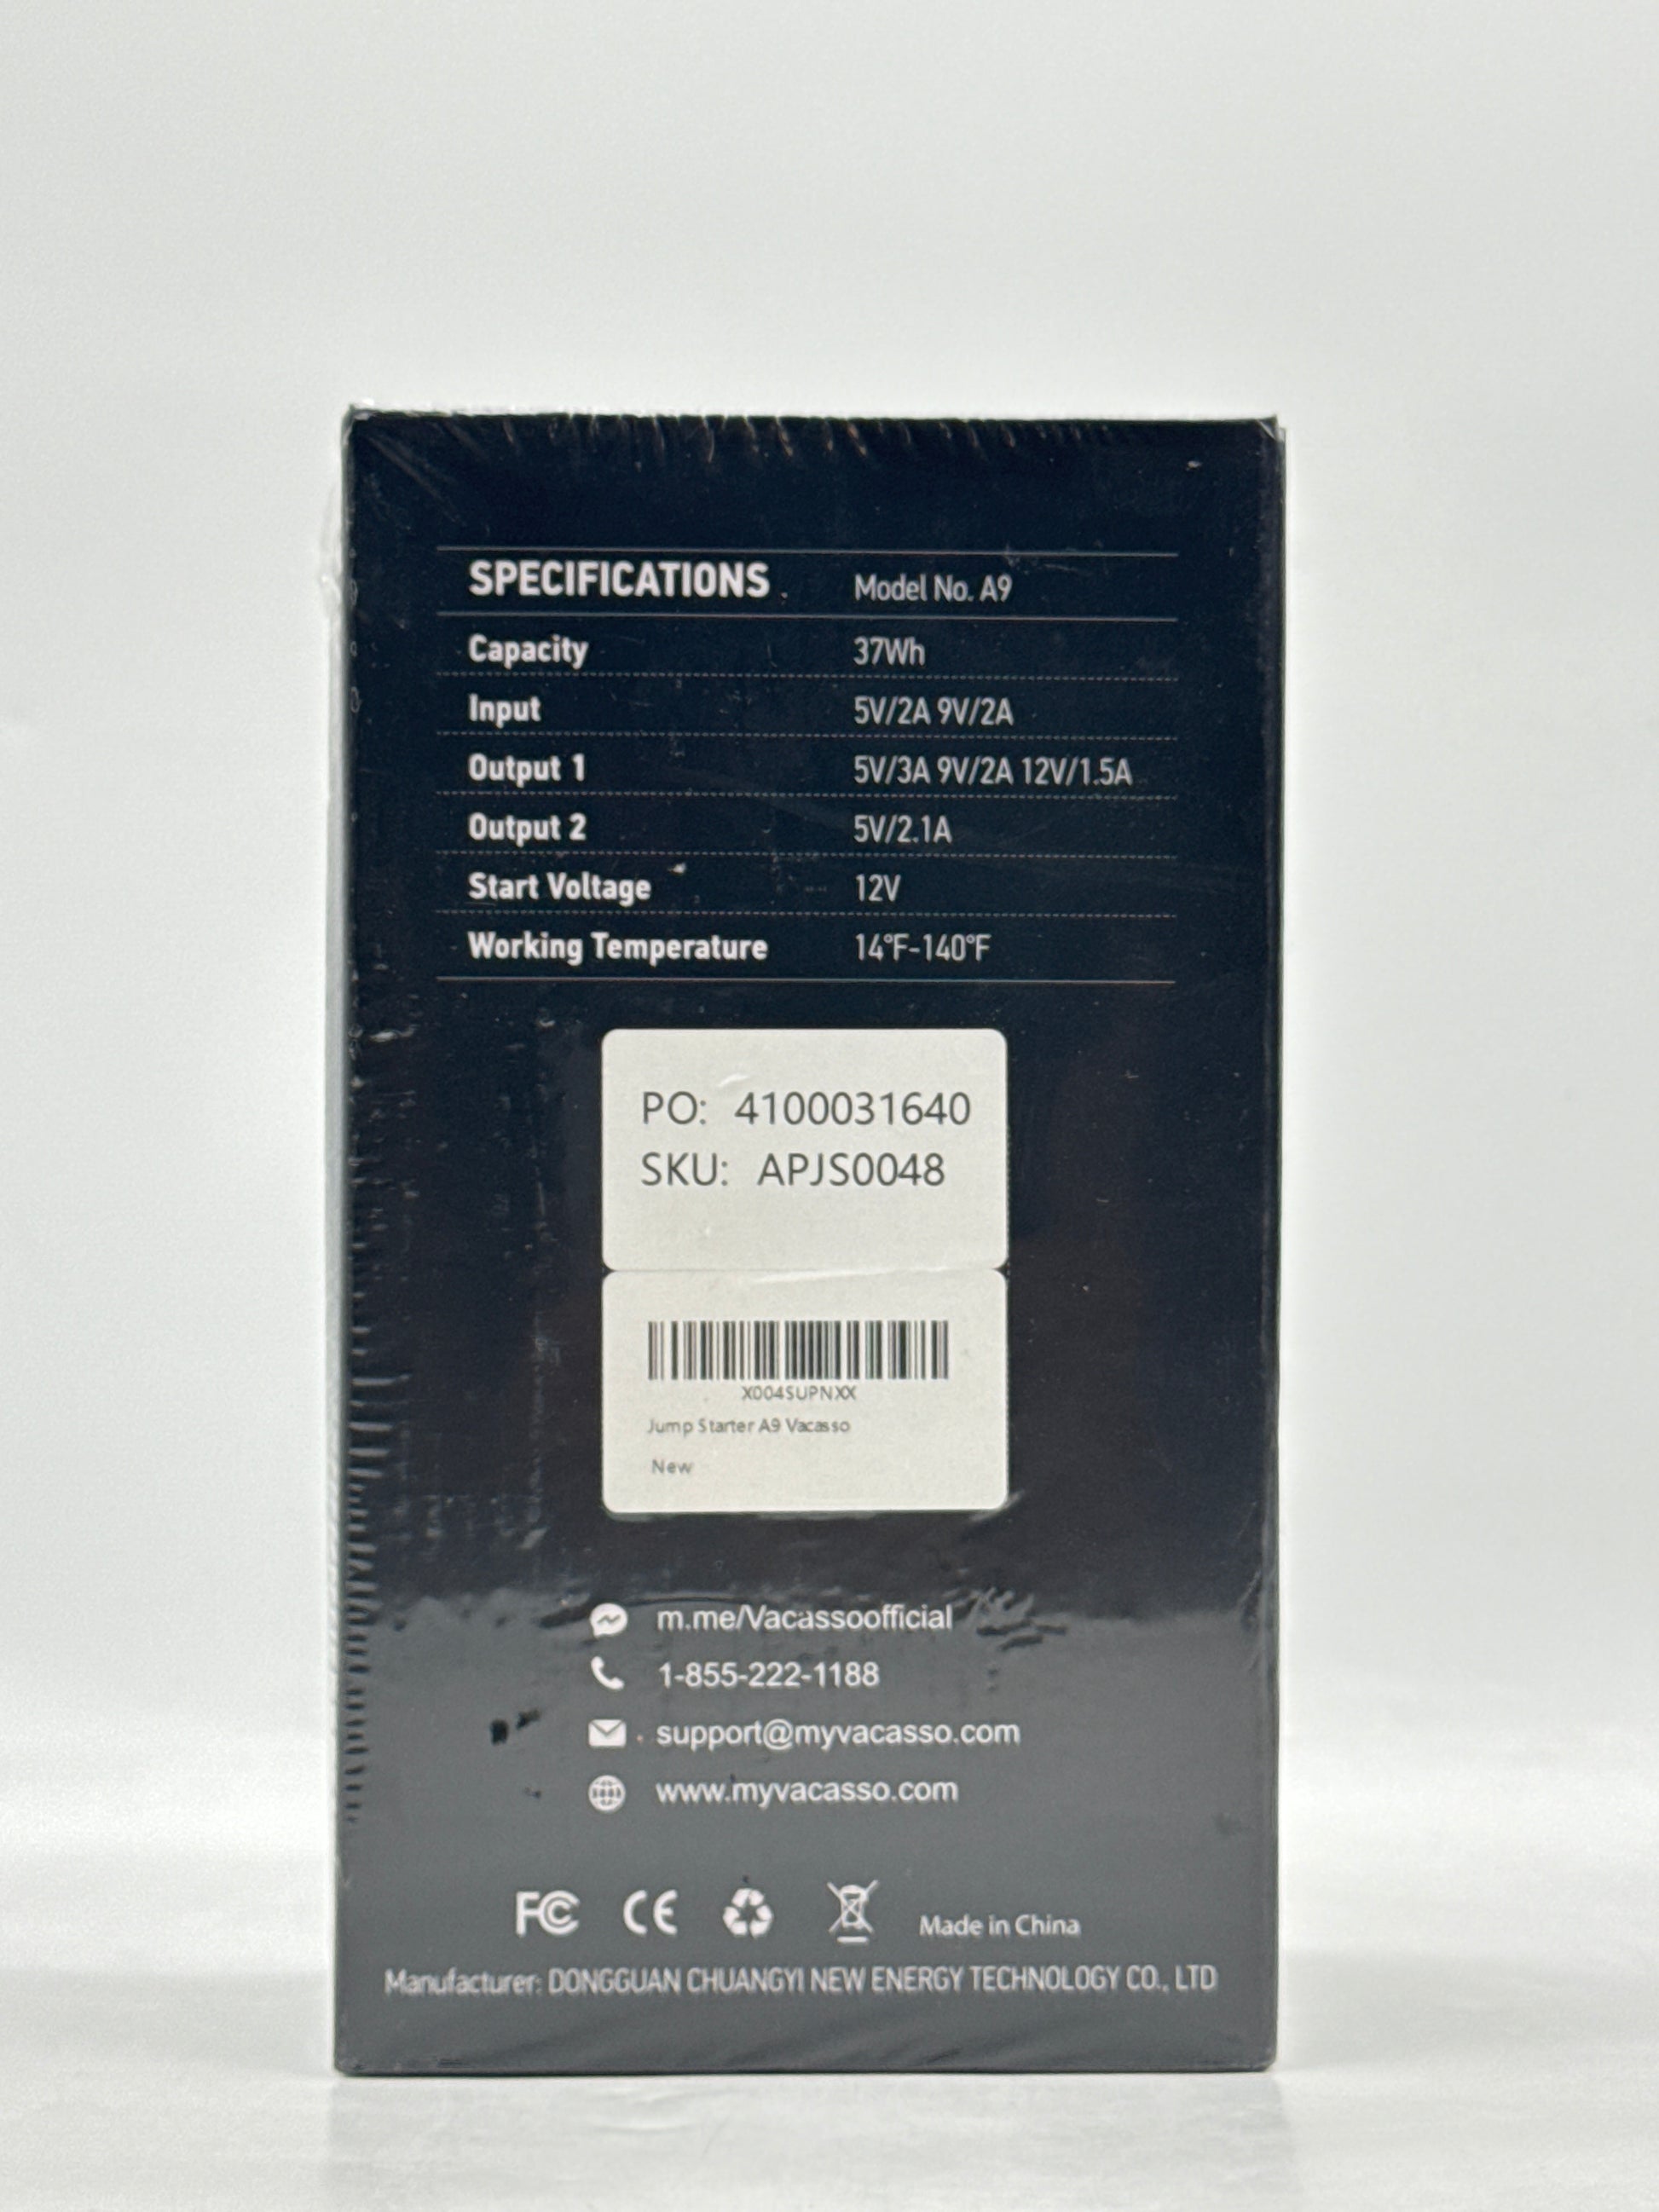 SPECIFICATIONS Model No. A9
Capacity 37Wh
Input 5V/2A 9V/2A
Output 1 5V/3A 9V/2A 12V/1.5A
Output 2 5V/2.1A
Start Voltage 12V
Working Temperature 14°F-140°F
PO: 4100031640
SKU: APJS0048
X004SUPNXX
Jump Starter A9 Vacasso
New
m.me/Vacassoofficial
1-855-222-1188
support@myvacasso.com
www.myvacasso.com
FC CE Made in China
Manufacturer: DONGGUAN CHUANGYI NEW ENERGY TECHNOLOGY CO., LTD